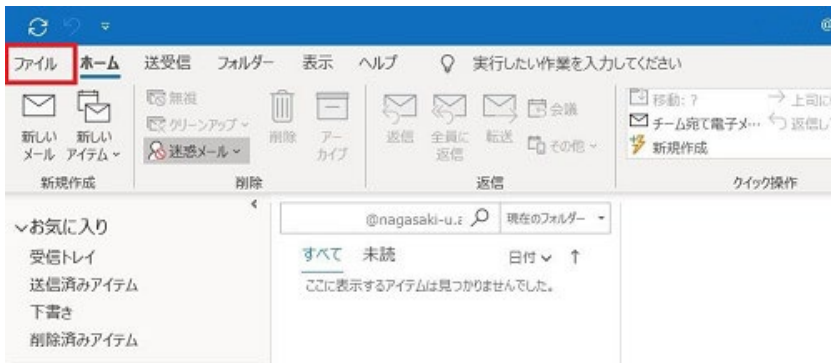 @
ファイル ホーム 送受信 フォルダー 表示 ヘルプ 実行したい作業を入力してください
新しい
メール
新しい
アイテム
無視
クリーンアップ
迷惑メール
削除
アー
カイブ
返信
全員に
返信
転送
会議
その他
移動: ?
チーム宛て電子メ…
新規作成
上司に
返信し
新規作成 削除 返信 クイック操作
お気に入り
受信トレイ
送信済みアイテム
下書き
削除済みアイテム
@nagasaki-u.a 現在のフォルダー
すべて 未読 日付 ↑
ここに表示するアイテムは見つかりませんでした。